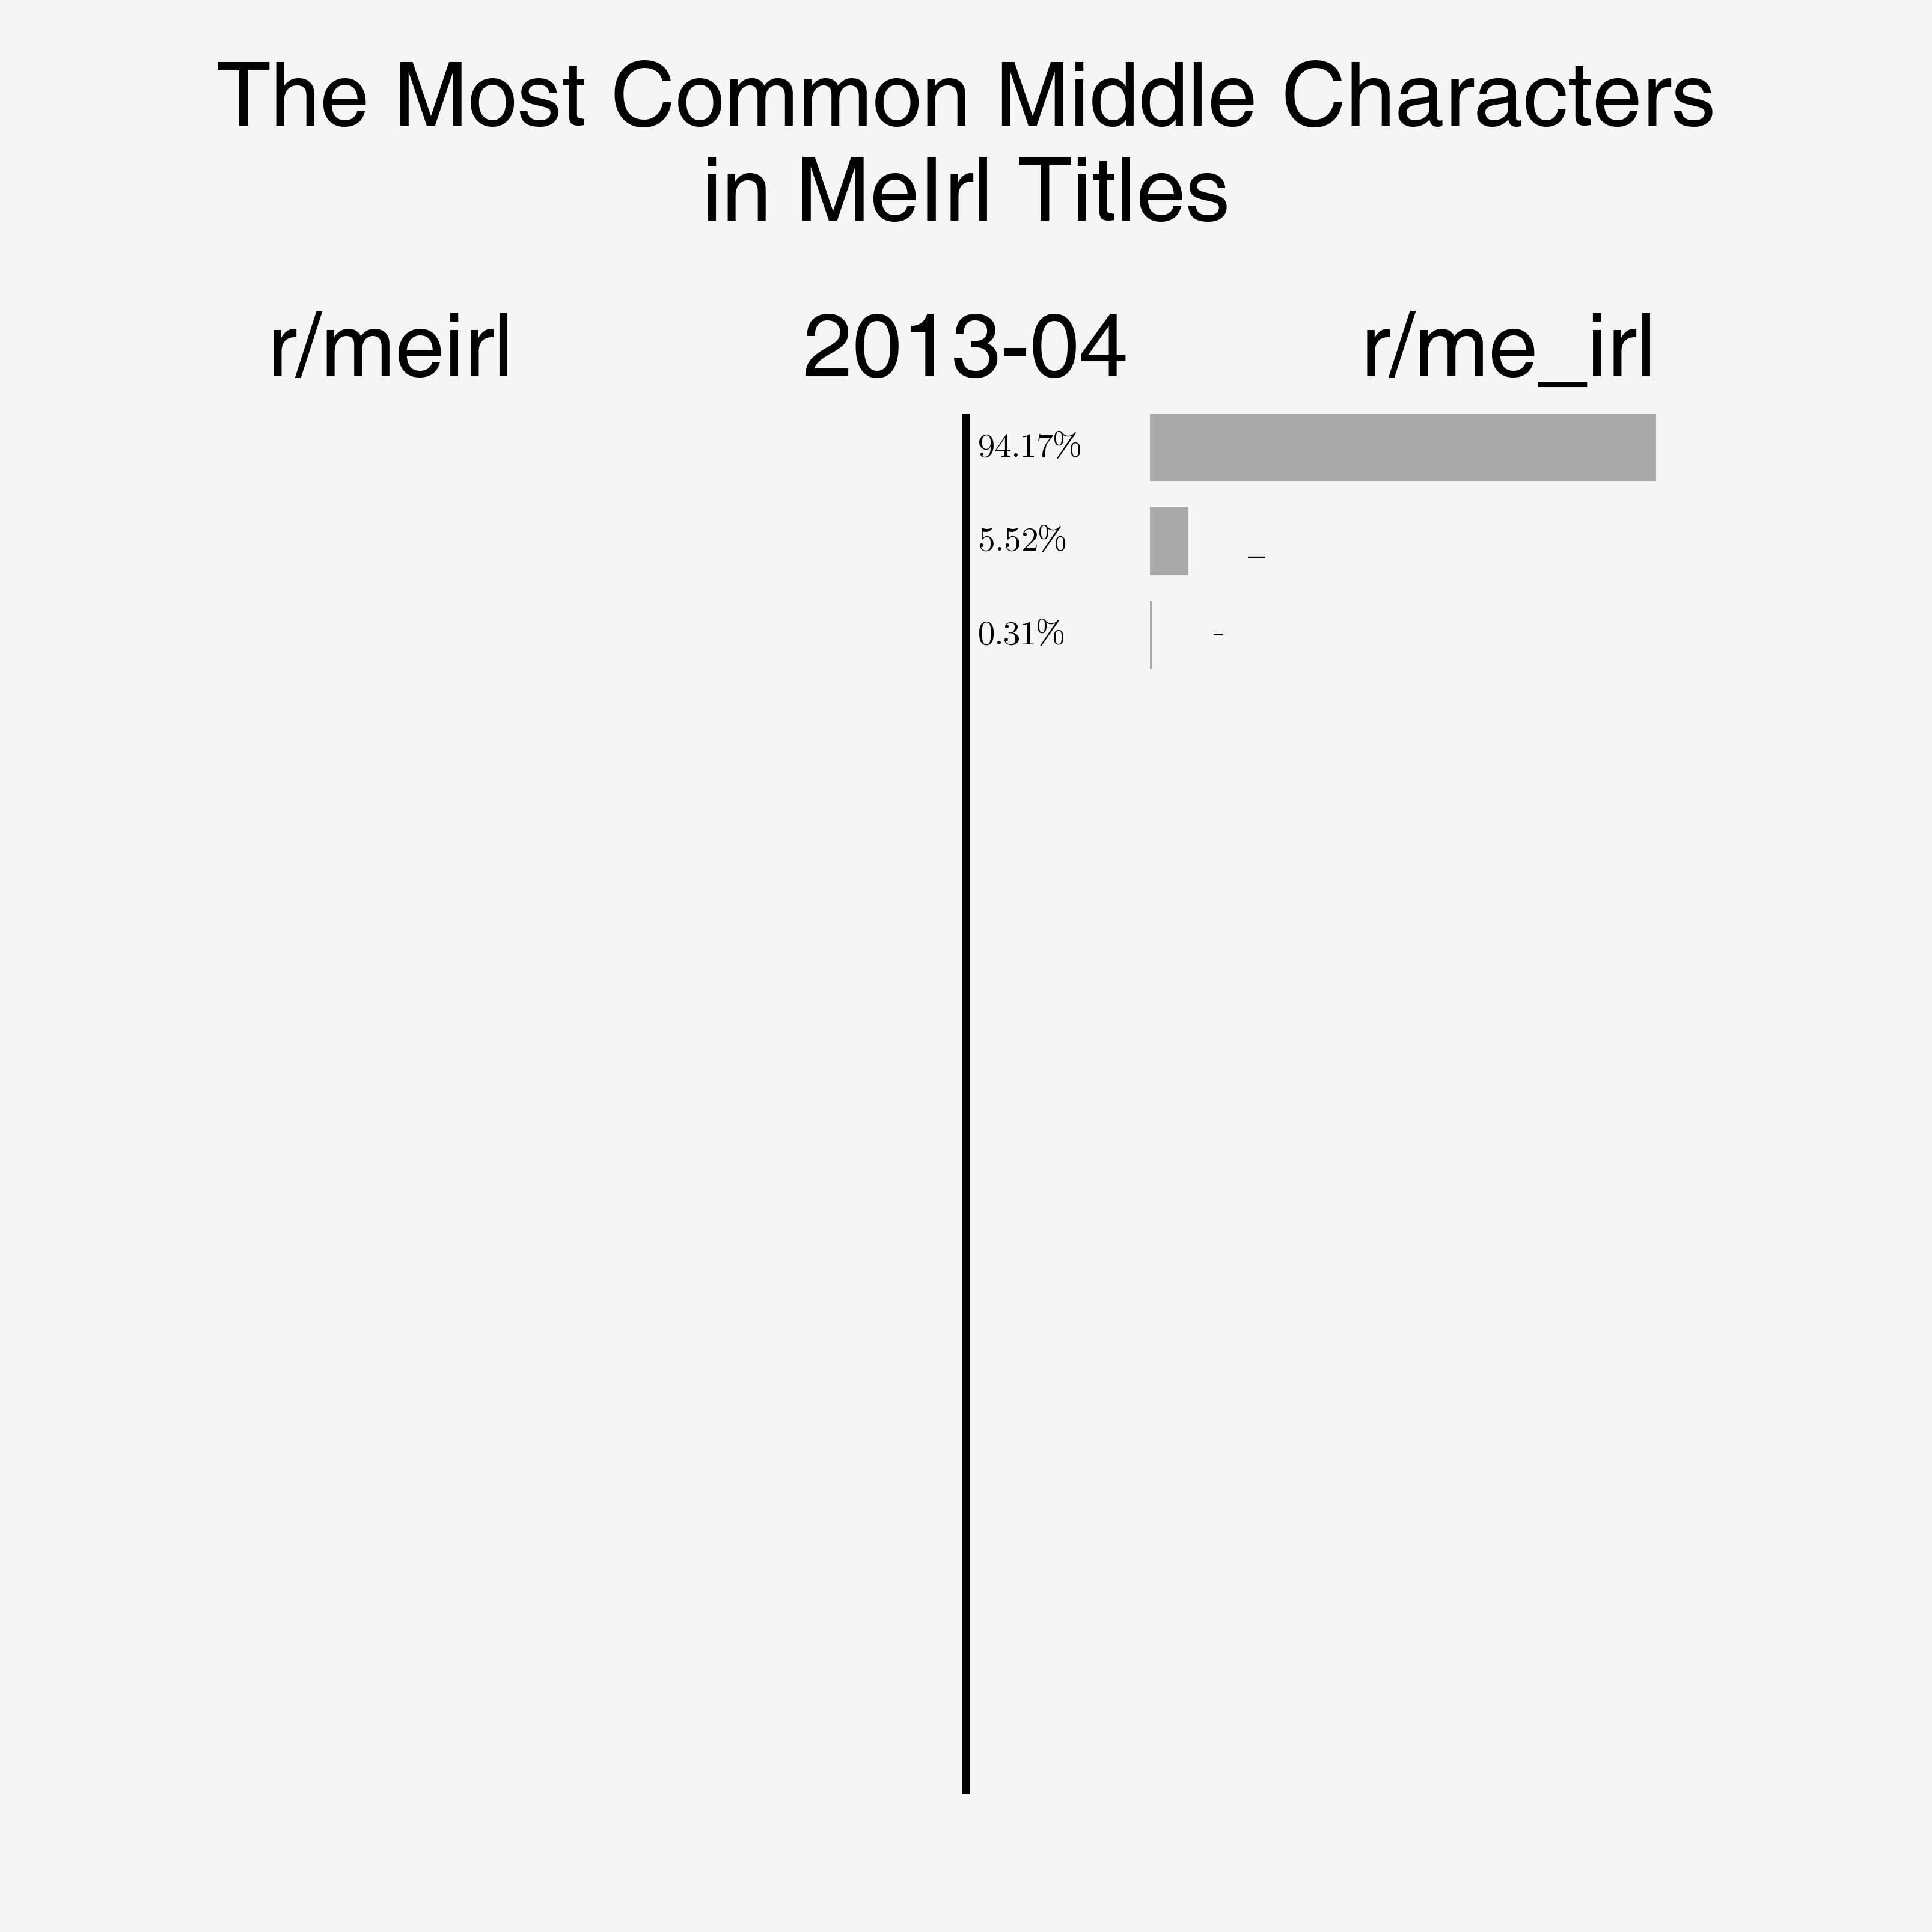 The Most Common Middle Characters
in MeIrl Titles
r/meirl 2013-04 r/me_irl
94.17%
5.52% _
0.31% -